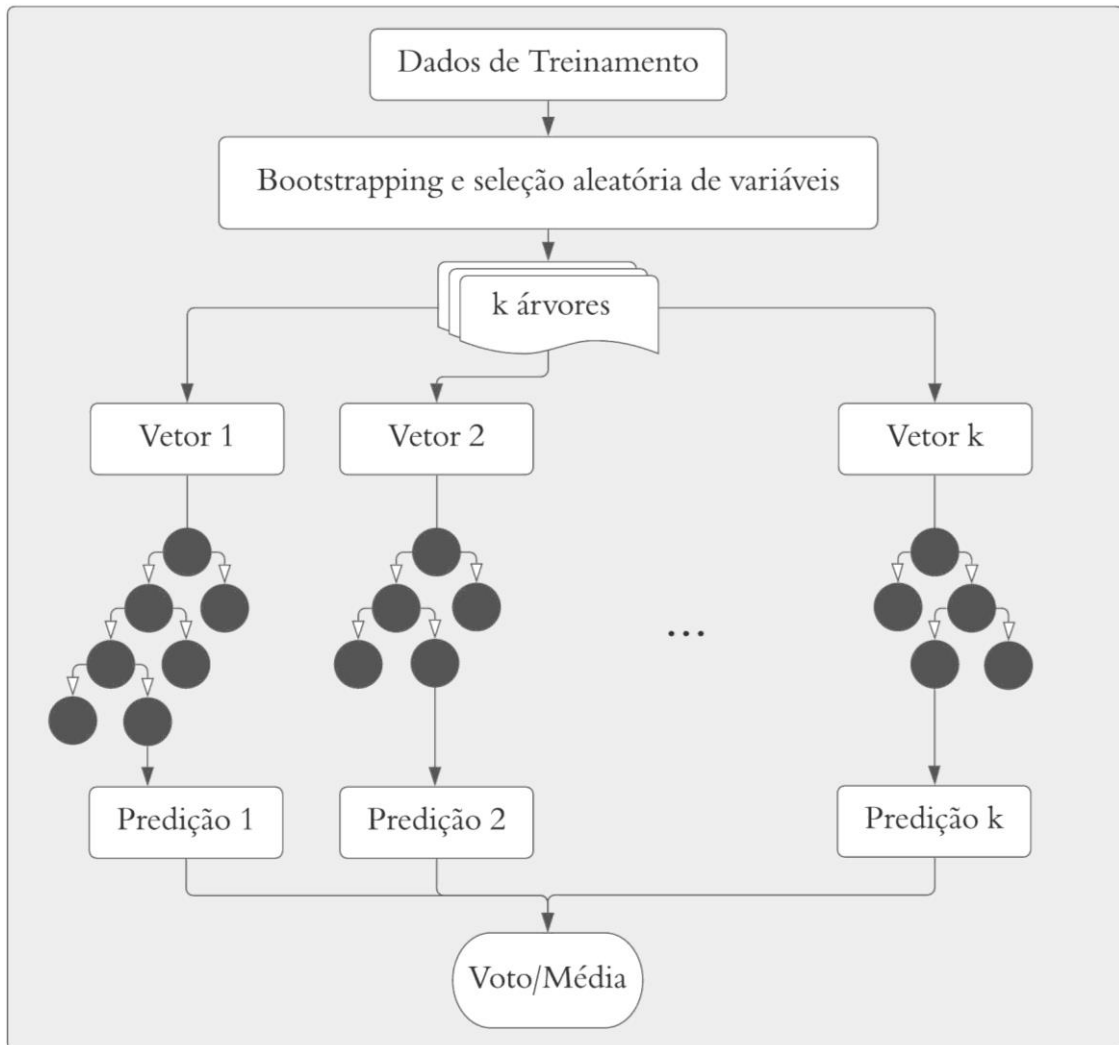 Dados de Treinamento
Bootstrapping e seleção aleatória de variáveis
k árvores
Vetor 1
Vetor 2
Vetor k
...
Predição 1
Predição 2
Predição k
Voto/Média